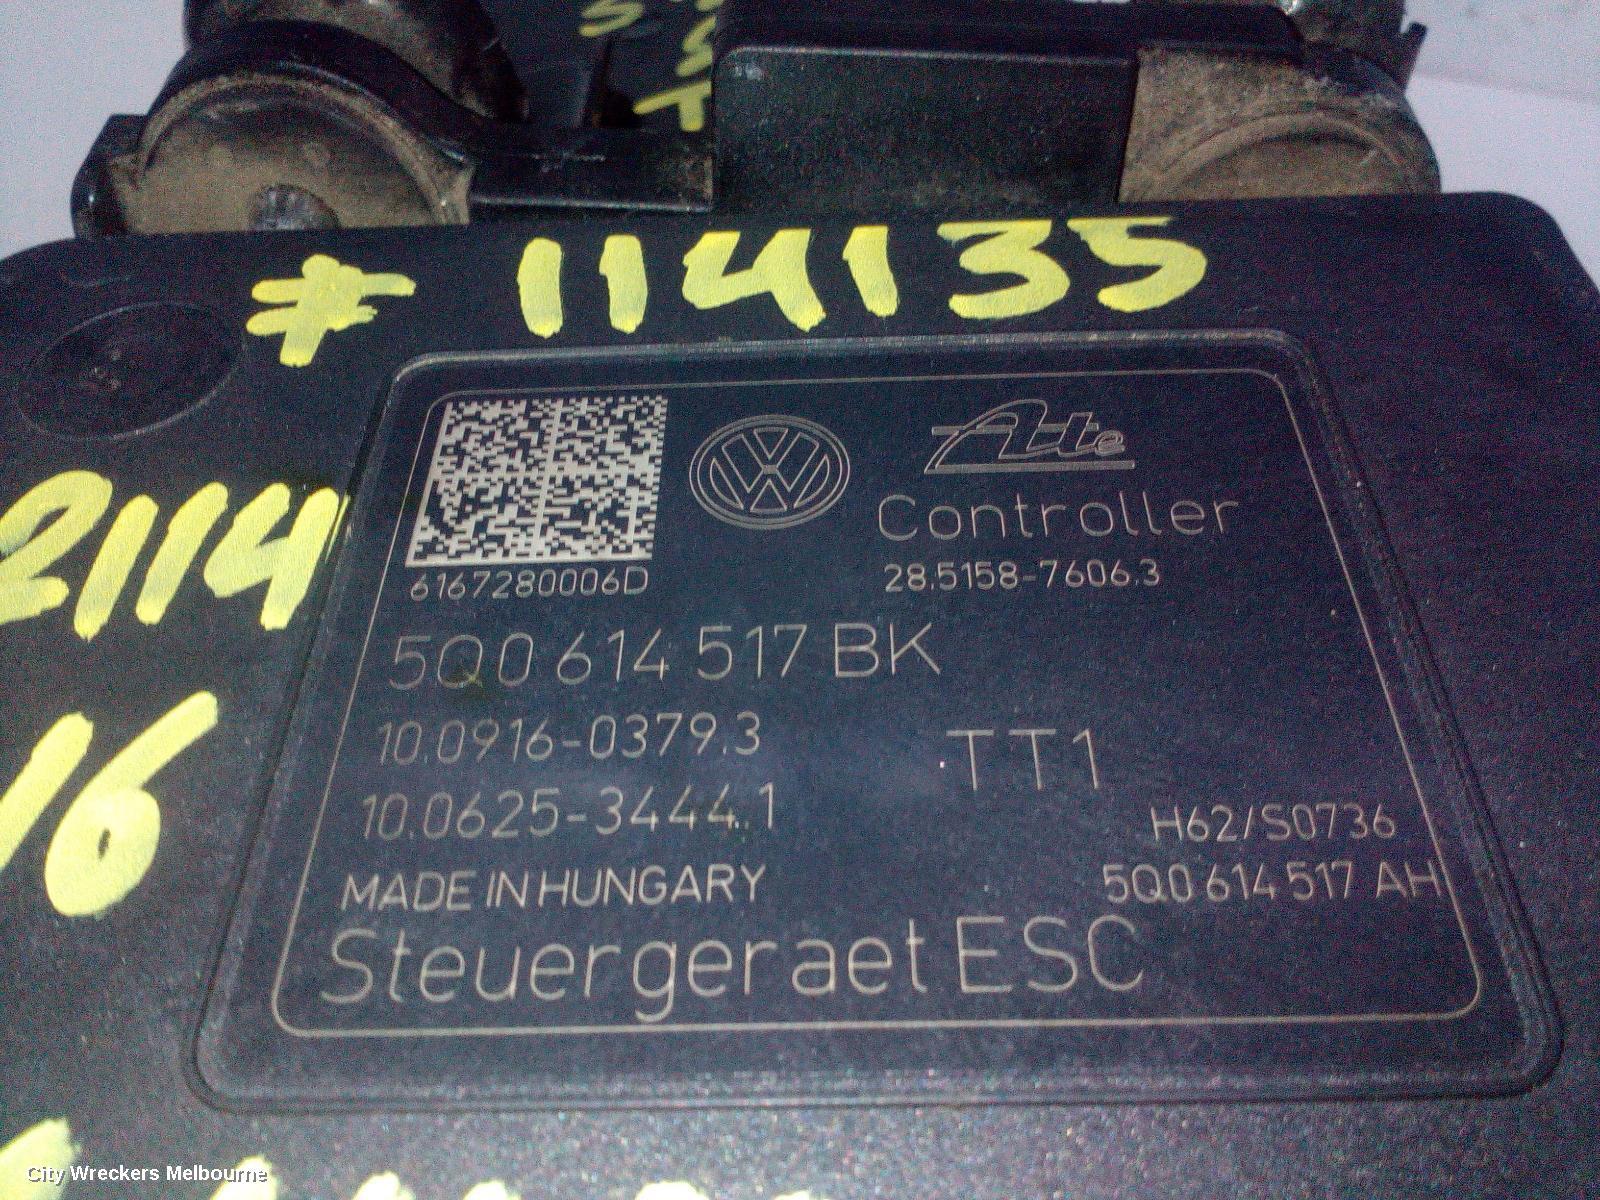 # 114135
Ate
Controller
28.5158-7606.3
6167280006D
5Q0 614 517 BK
10.0916-0379.3
TT1
10.0625-3444.1
H62/S0736
MADE IN HUNGARY
5Q0 614 517 AH
Steuergeraet ESC
2114
16
City Wreckers Melbourne